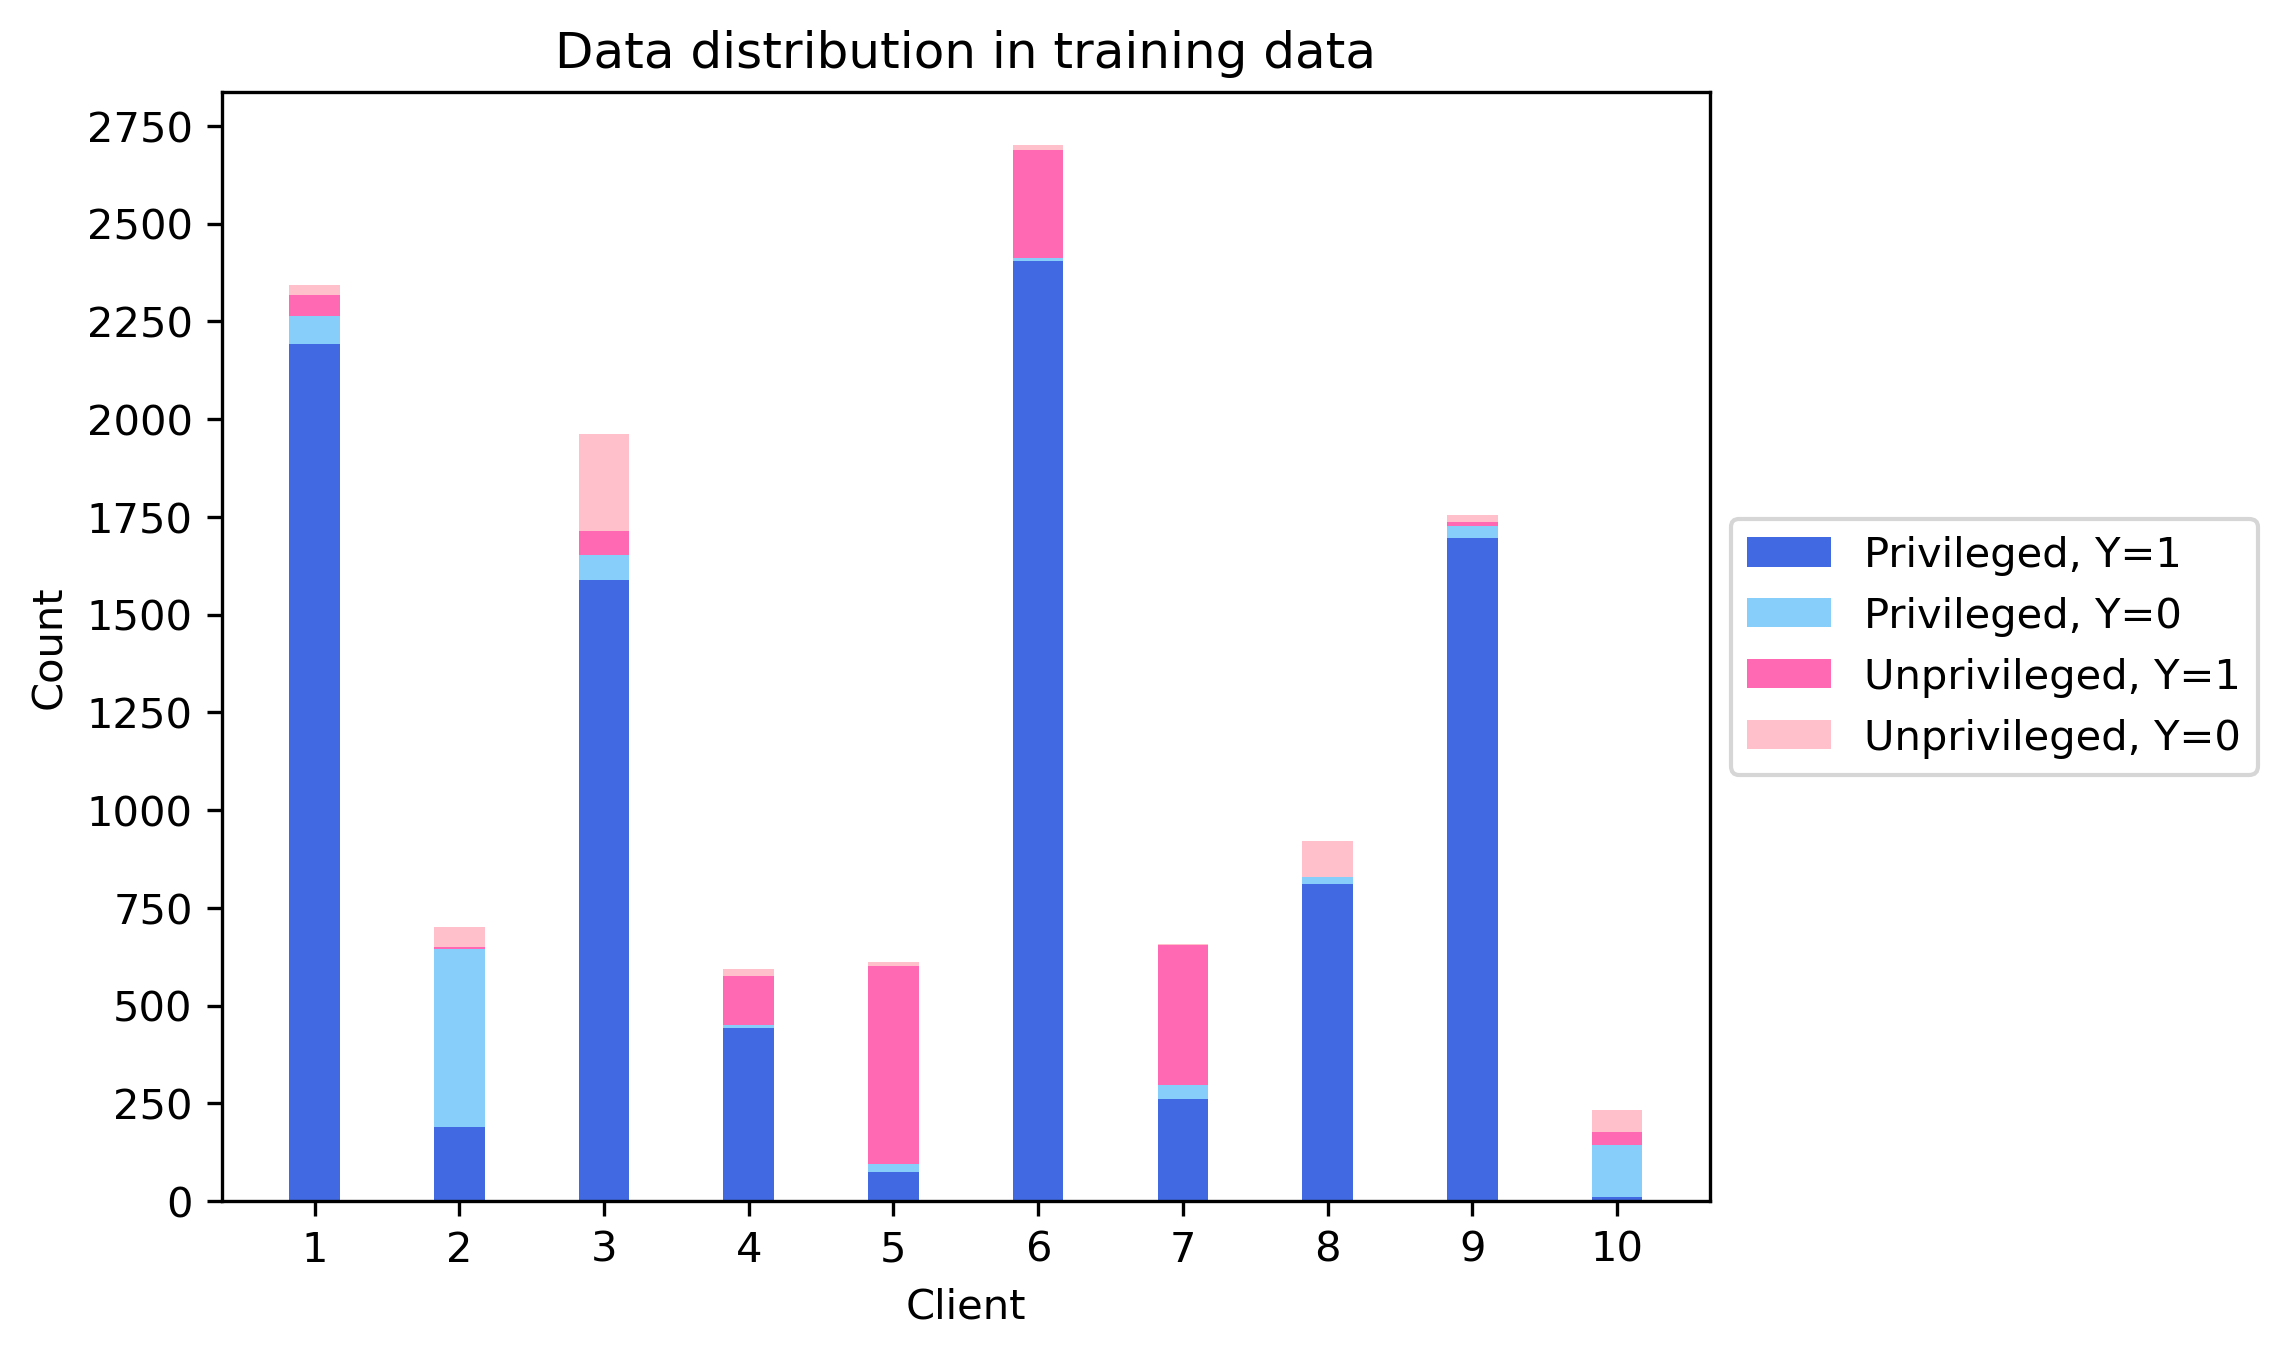 Data distribution in training data
2750
2500
2250
2000
1750
1500
1250
1000
750
500
250
0
Count
1 2 3 4 5 6 7 8 9 10
Client
Privileged, Y=1
Privileged, Y=0
Unprivileged, Y=1
Unprivileged, Y=0